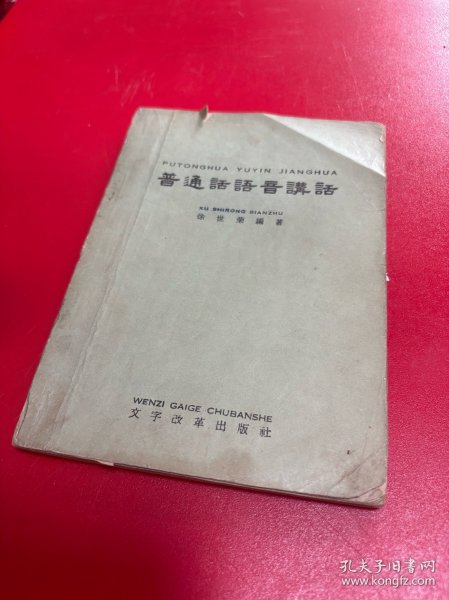 PUTONGHUA YUYIN JIANGHUA
普通話語音講話
XU SHIRONG BIANZHU
徐世榮編著
WENZI GAIGE CHUBANSHE
文字改革出版社
孔夫子旧书网
www.kongfz.com